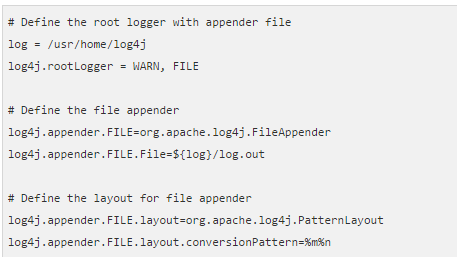 # Define the root logger with appender file
log = /usr/home/log4j
log4j.rootLogger = WARN, FILE
# Define the file appender
log4j.appender.FILE=org.apache.log4j.FileAppender
log4j.appender.FILE.File=${log}/log.out
# Define the layout for file appender
log4j.appender.FILE.layout=org.apache.log4j.PatternLayout
log4j.appender.FILE.layout.conversionPattern=%m%n